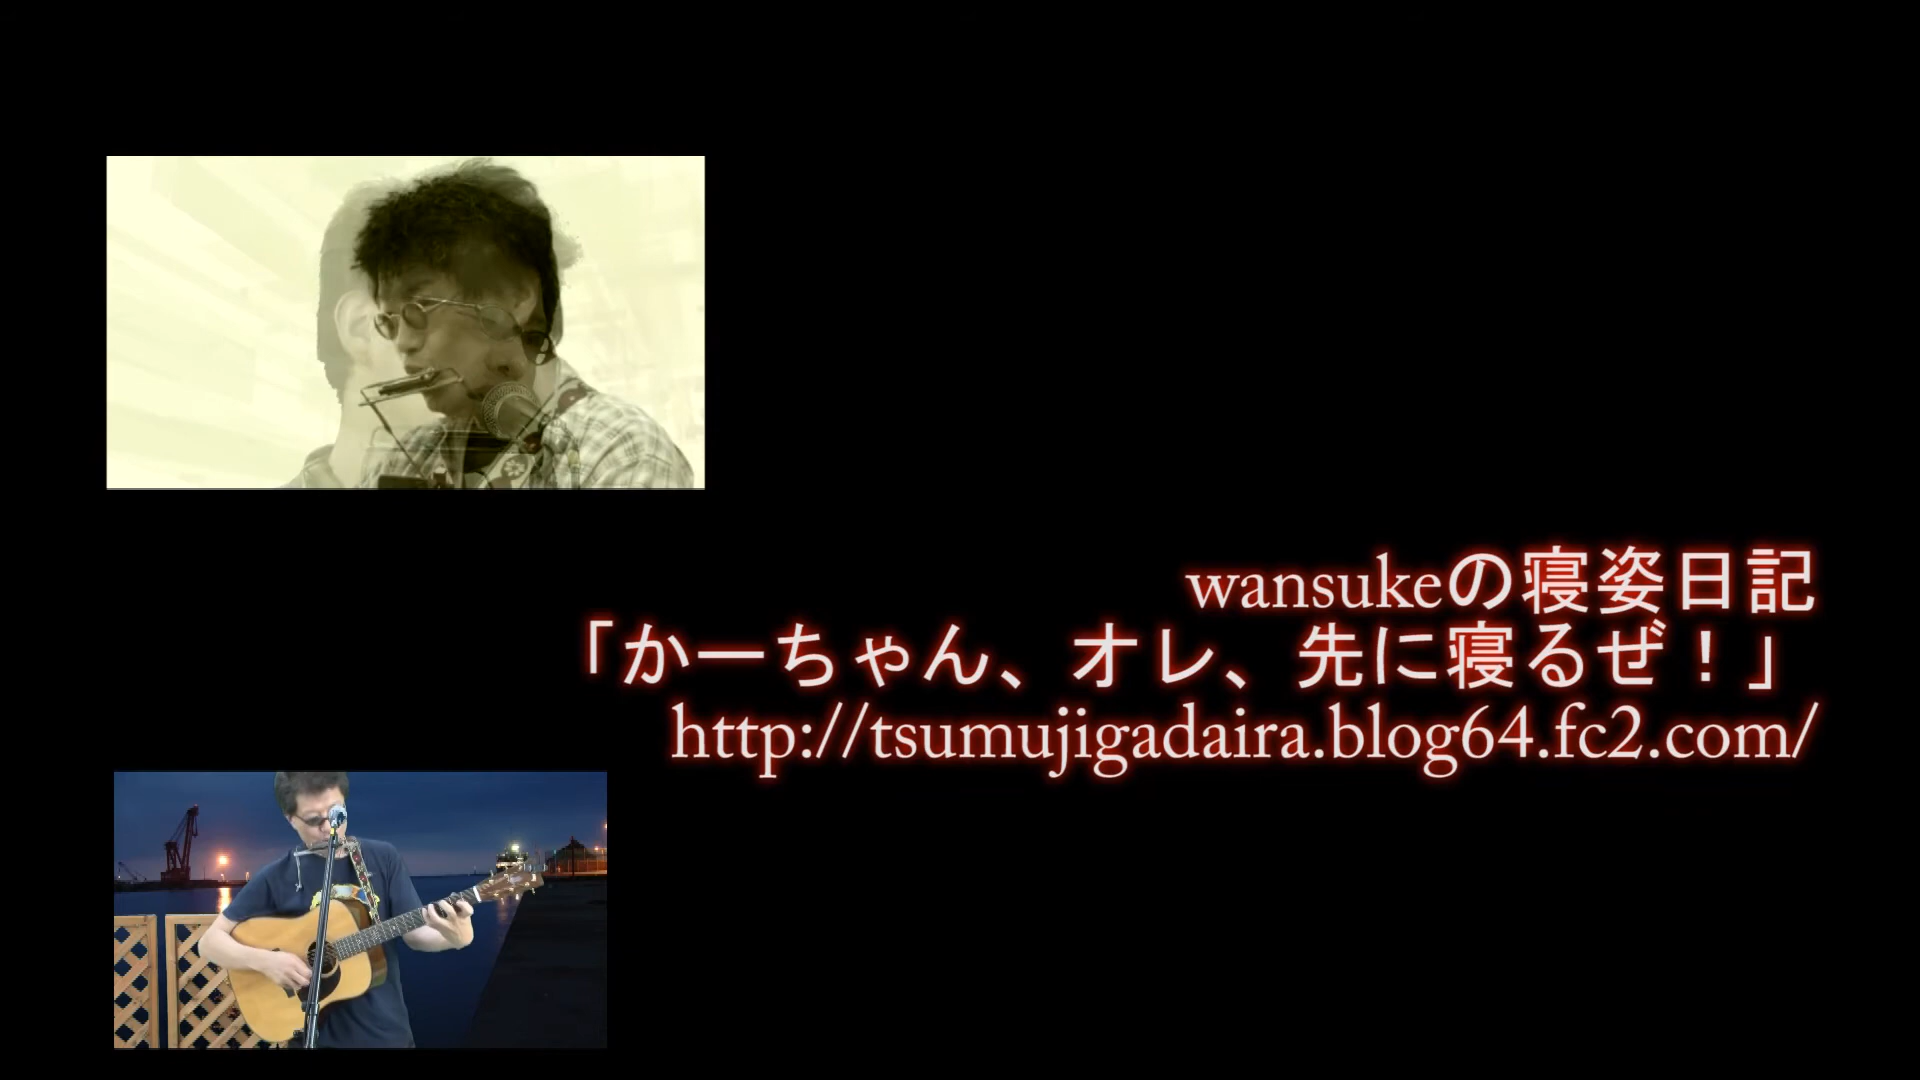 wansukeの寝姿日記
「かーちゃん、オレ、先に寝るぜ！」
http://tsumujigadaira.blog64.fc2.com/